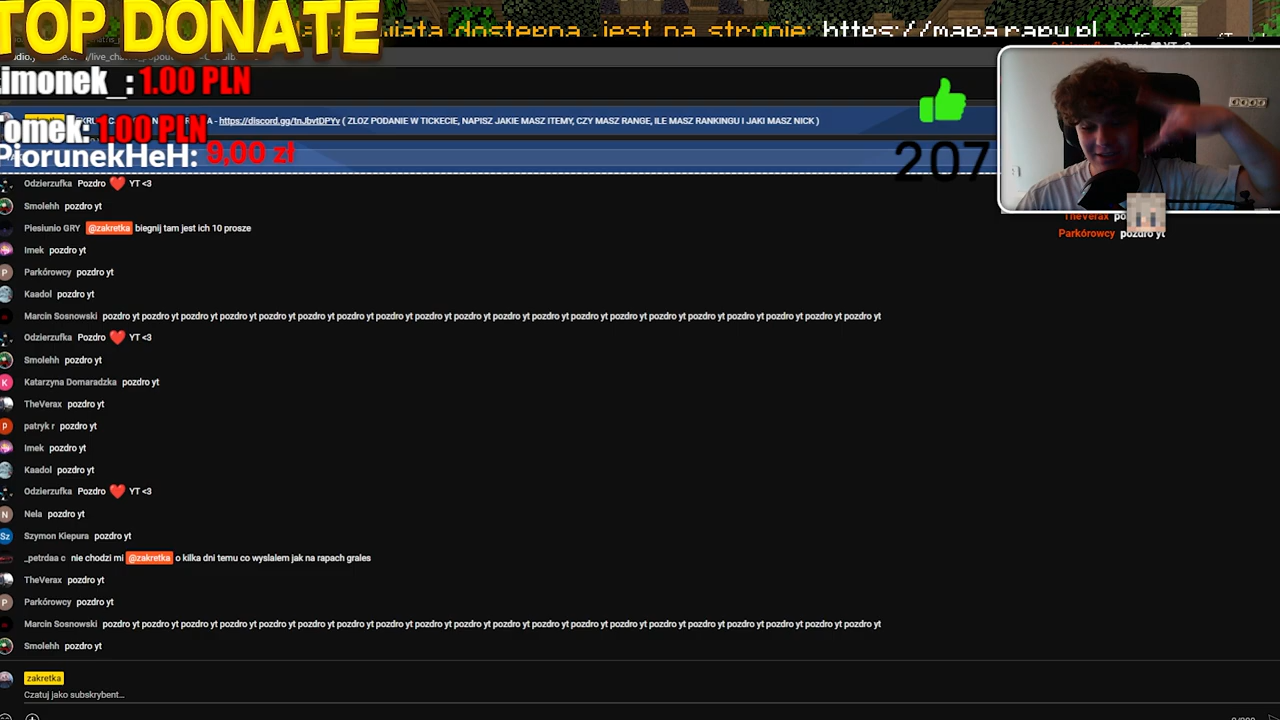 TOP DONATE
wiata dostępna jest na stronie: https://mapa.rapy.pl
imonek_: 1.00 PLN
https://discord.gg/tnJbvtDPYv ( ZLOZ PODANIE W TICKECIE, NAPISZ JAKIE MASZ ITEMY, CZY MASZ RANGE, ILE MASZ RANKINGU I JAKI MASZ NICK )
omek: 1.00 PLN
PiorunekHeH: 9,00 zł
207
Odzierzufka Pozdro ❤️ YT <3
Smolehh pozdro yt
Piesiunio GRY @zakretka biegnij tam jest ich 10 prosze
Imek pozdro yt
Parkórowcy pozdro yt
Kaadol pozdro yt
Marcin Sosnowski pozdro yt pozdro yt pozdro yt pozdro yt pozdro yt pozdro yt pozdro yt pozdro yt pozdro yt pozdro yt pozdro yt pozdro yt pozdro yt pozdro yt pozdro yt pozdro yt pozdro yt pozdro yt pozdro yt pozdro yt
Odzierzufka Pozdro ❤️ YT <3
Smolehh pozdro yt
Katarzyna Domaradzka pozdro yt
TheVerax pozdro yt
patryk r pozdro yt
Imek pozdro yt
Kaadol pozdro yt
Odzierzufka Pozdro ❤️ YT <3
Nela pozdro yt
Szymon Kiepura pozdro yt
_petrdaa c nie chodzi mi @zakretka o kilka dni temu co wyslalem jak na rapach grales
TheVerax pozdro yt
Parkórowcy pozdro yt
Marcin Sosnowski pozdro yt pozdro yt pozdro yt pozdro yt pozdro yt pozdro yt pozdro yt pozdro yt pozdro yt pozdro yt pozdro yt pozdro yt pozdro yt pozdro yt pozdro yt pozdro yt pozdro yt pozdro yt pozdro yt pozdro yt
Smolehh pozdro yt
zakretka
Czatuj jako subskrybent...
TheVerax po
Parkórowcy pozdro yt